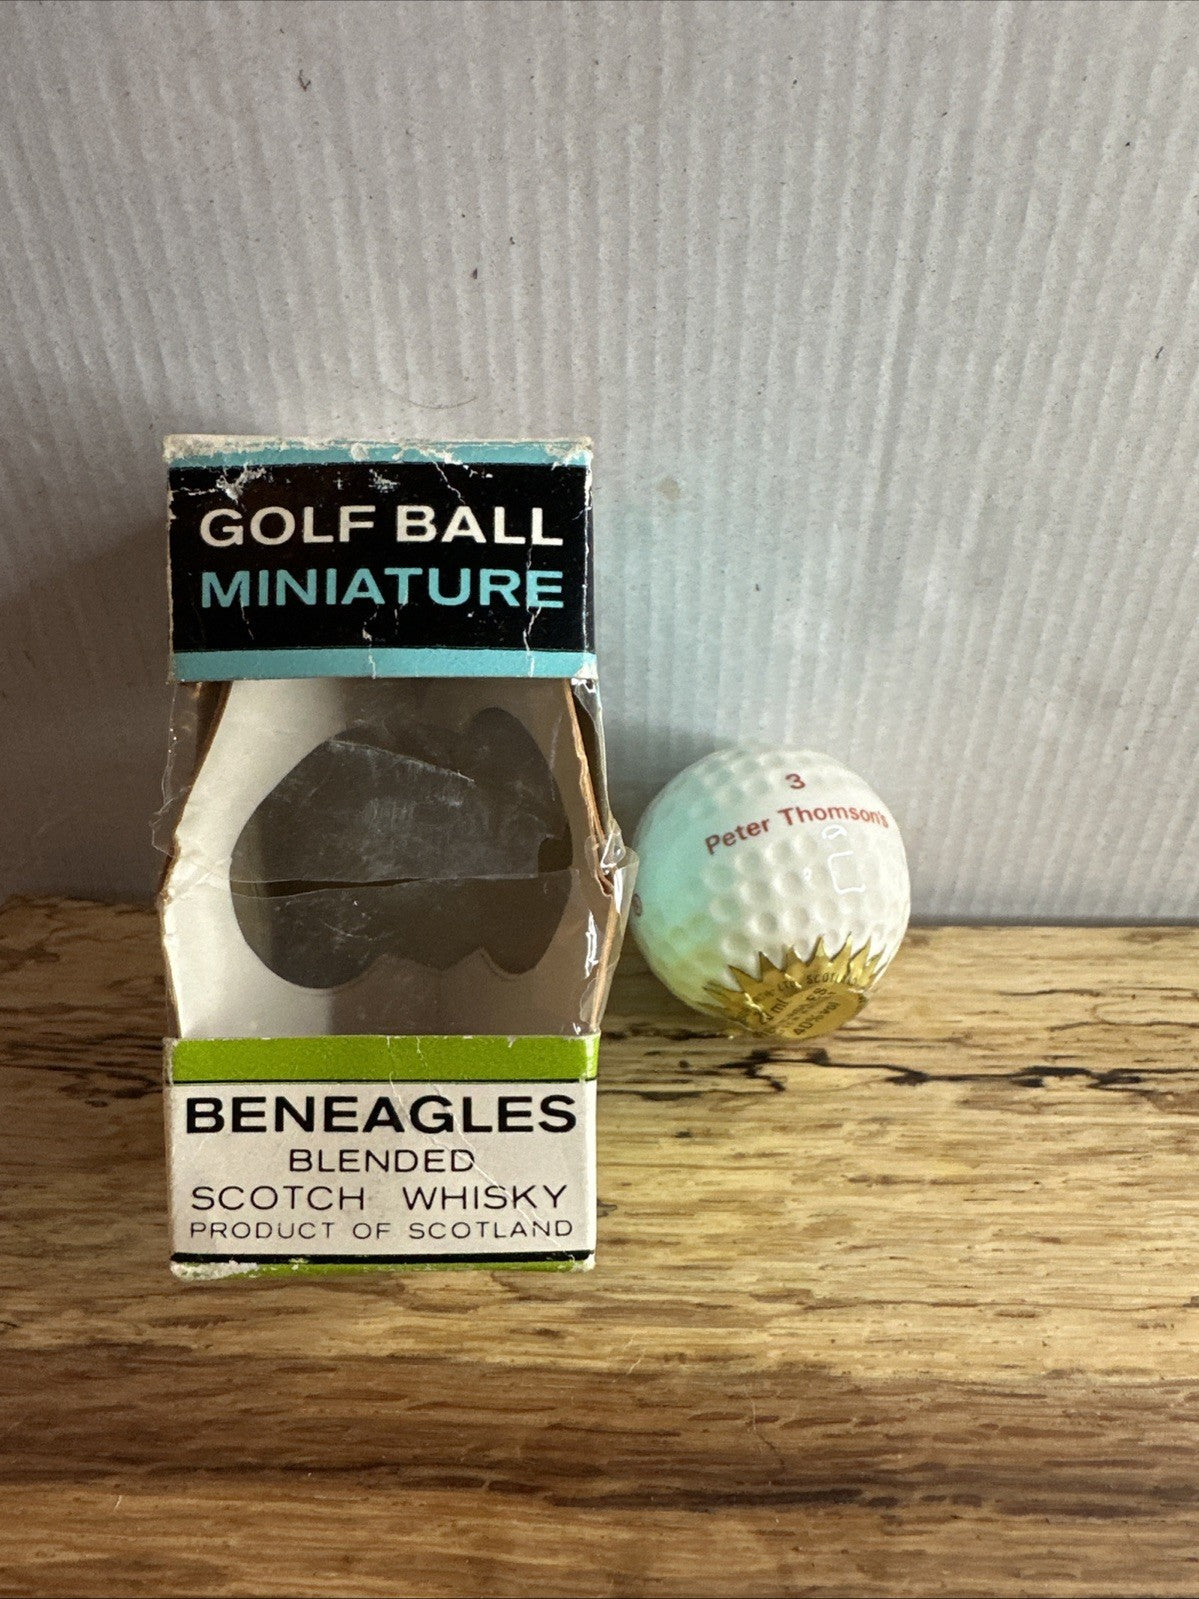 GOLF BALL
MINIATURE
BENEAGLES
BLENDED
SCOTCH WHISKY
PRODUCT OF SCOTLAND
3
Peter Thomson's